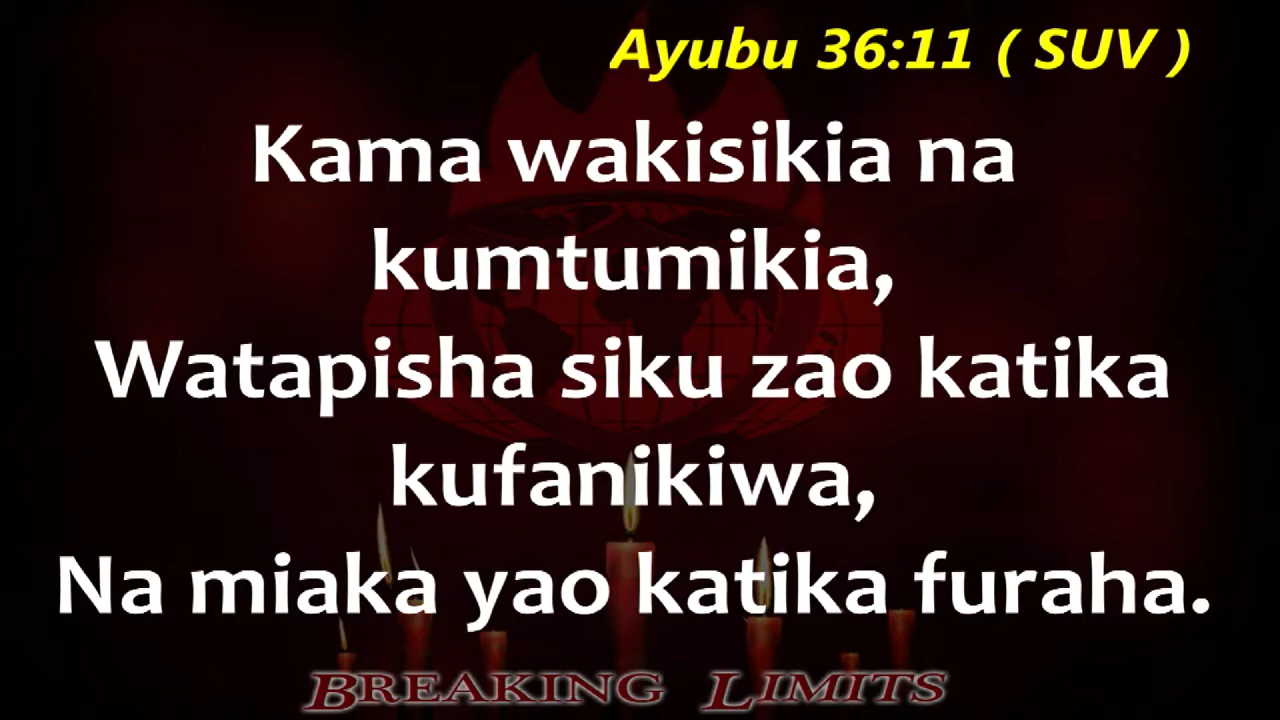 Ayubu 36:11 ( SUV )
Kama wakisikia na
kumtumikia,
Watapisha siku zao katika
kufanikiwa,
Na miaka yao katika furaha.
BREAKING LIMITS